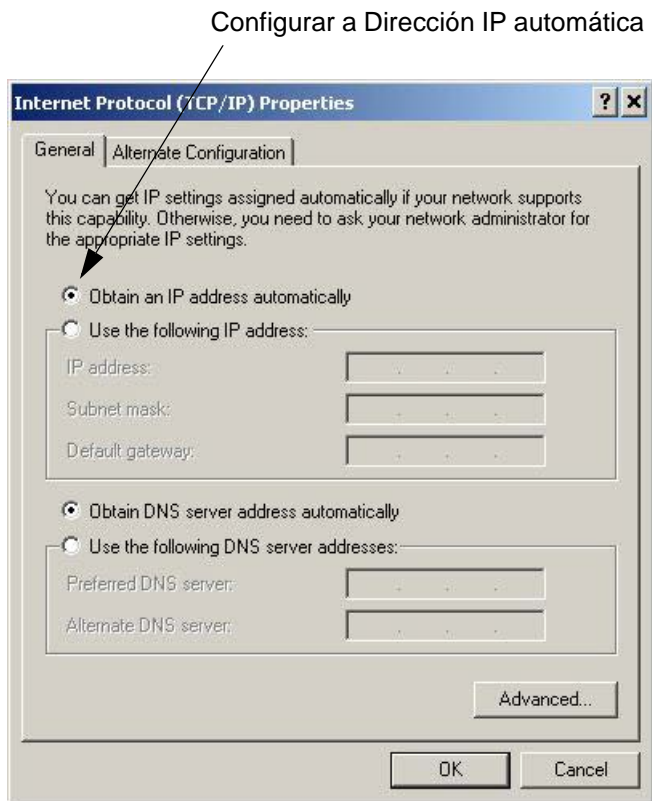 Configurar a Dirección IP automática
Internet Protocol (TCP/IP) Properties
General
Alternate Configuration
You can get IP settings assigned automatically if your network supports
this capability. Otherwise, you need to ask your network administrator for
the appropriate IP settings.
Obtain an IP address automatically
Use the following IP address:
IP address:
Subnet mask:
Default gateway:
Obtain DNS server address automatically
Use the following DNS server addresses:
Preferred DNS server:
Alternate DNS server:
Advanced...
OK
Cancel